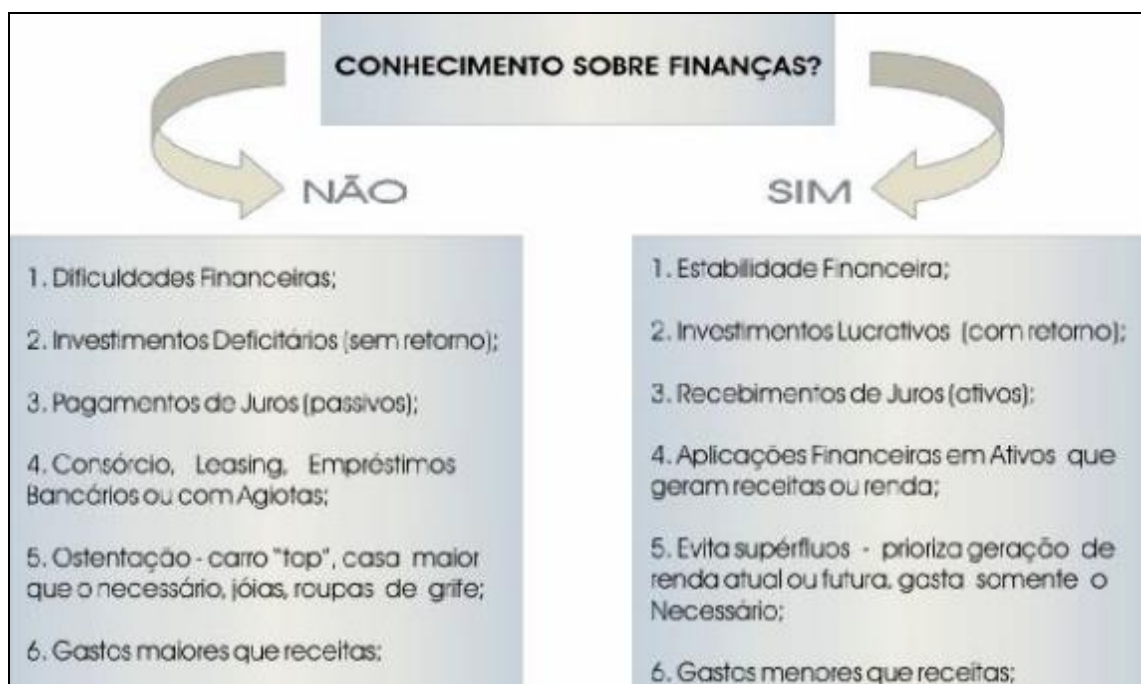 CONHECIMENTO SOBRE FINANÇAS?
NÃO
1. Dificuldades Financeiras;
2. Investimentos Deficitários (sem retorno);
3. Pagamentos de Juros (passivos);
4. Consórcio, Leasing, Empréstimos
Bancários ou com Agiotas;
5. Ostentação - carro "top", casa maior
que o necessário, jóias, roupas de grife;
6. Gastos maiores que receitas;
SIM
1. Estabilidade Financeira;
2. Investimentos Lucrativos (com retorno);
3. Recebimentos de Juros (ativos);
4. Aplicações Financeiras em Ativos que
geram receitas ou renda;
5. Evita supérfluos - prioriza geração de
renda atual ou futura, gasta somente o
Necessário;
6. Gastos menores que receitas;